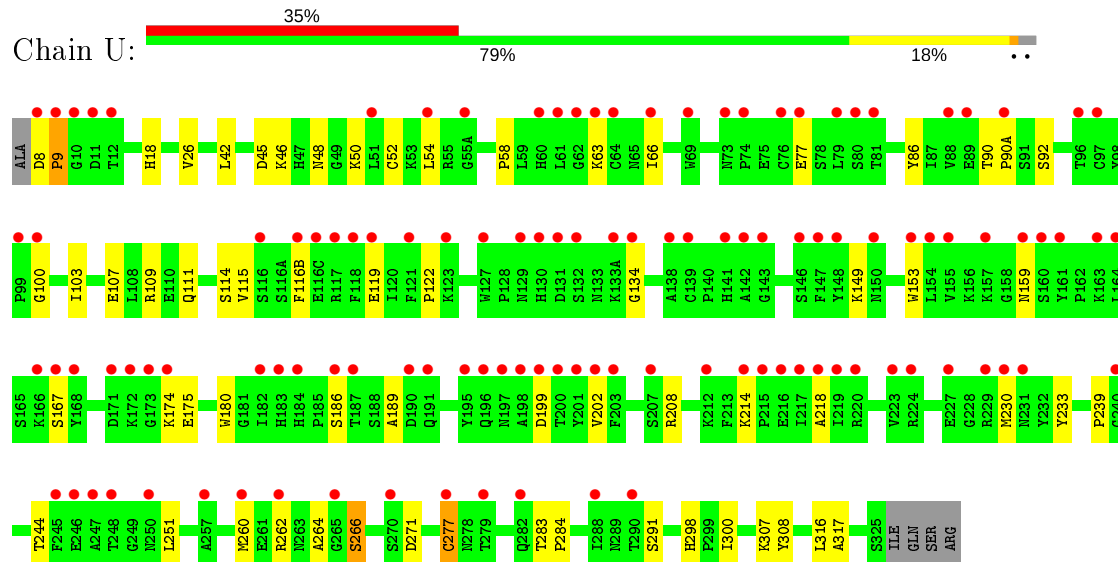 35%
Chain U:
79% 18% ••
ALA D8 P9 G10 D11 T12 H18 V26 L42 D45 K46 H47 N48 G49 K50 L51 C52 K53 L54 R55 G55A P58 L59 H60 L61 G62 K63 C64 N65 I66 W69 N73 P74 E75 C76 E77 S78 L79 S80 T81 Y86 I87 V88 E89 T90 P90A S91 S92 T96 C97 Y98
P99 G100 I103 E107 L108 R109 E110 Q111 S114 V115 S116 S116A F116B E116C R117 F118 E119 I120 F121 P122 K123 W127 P128 N129 H130 D131 S132 N133 K133A G134 A138 C139 P140 H141 A142 G143 S146 F147 Y148 K149 N150 W153 L154 V155 K156 K157 G158 N159 S160 Y161 P162 K163 L164
S165 K166 S167 Y168 D171 K172 G173 K174 E175 W180 G181 I182 H183 H184 P185 S186 T187 S188 A189 D190 Q191 Y195 Q196 N197 A198 D199 T200 Y201 V202 F203 S207 R208 K212 F213 K214 P215 E216 I217 A218 I219 R220 V223 R224 E227 G228 R229 M230 N231 Y232 Y233 P239 G240
T244 F245 E246 A247 T248 G249 N250 L251 A257 M260 E261 R262 N263 A264 G265 S266 S270 D271 C277 N278 T279 Q282 T283 P284 I288 N289 T290 S291 H298 P299 I300 K307 Y308 L316 A317 S325 ILE GLN SER ARG